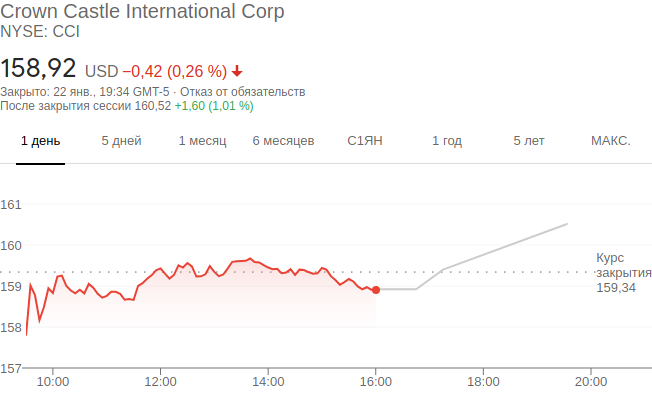 Crown Castle International Corp
NYSE: CCI
158,92 USD −0,42 (0,26 %)
Закрыто: 22 янв., 19:34 GMT-5 · Отказ от обязательств
После закрытия сессии 160,52 +1,60 (1,01 %)
1 день 5 дней 1 месяц 6 месяцев С1ЯН 1 год 5 лет МАКС.
161
160
159
158
157
Курс
закрытия
159,34
10:00 12:00 14:00 16:00 18:00 20:00